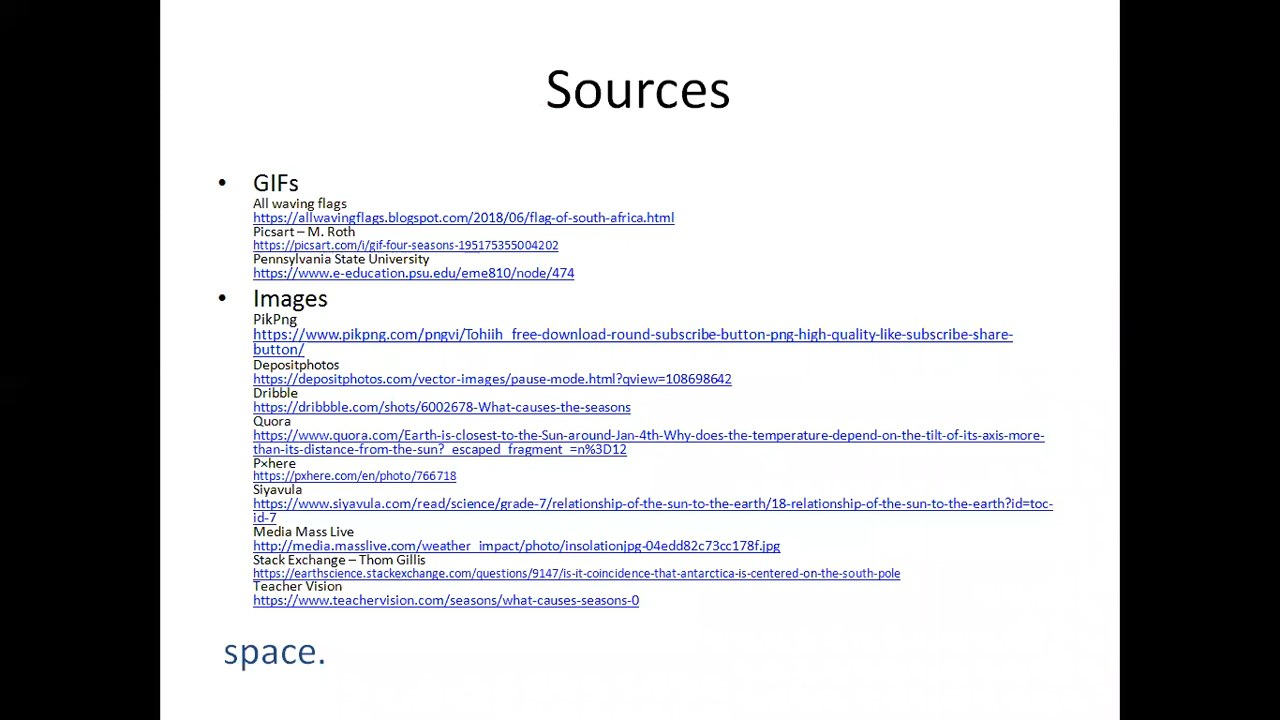 Sources
• GIFs
All waving flags
https://allwavingflags.blogspot.com/2018/06/flag-of-south-africa.html
Picsart – M. Roth
https://picsart.com/i/gif-four-seasons-195175355004202
Pennsylvania State University
https://www.e-education.psu.edu/eme810/node/474
• Images
PikPng
https://www.pikpng.com/pngvi/Tohiih_free-download-round-subscribe-button-png-high-quality-like-subscribe-share-
button/
Depositphotos
https://depositphotos.com/vector-images/pause-mode.html?qview=108698642
Dribble
https://dribbble.com/shots/6002678-What-causes-the-seasons
Quora
https://www.quora.com/Earth-is-closest-to-the-Sun-around-Jan-4th-Why-does-the-temperature-depend-on-the-tilt-of-its-axis-more-
than-its-distance-from-the-sun?_escaped_fragment_=n%3D12
P×here
https://pxhere.com/en/photo/766718
Siyavula
https://www.siyavula.com/read/science/grade-7/relationship-of-the-sun-to-the-earth/18-relationship-of-the-sun-to-the-earth?id=toc-
id-7
Media Mass Live
http://media.masslive.com/weather_impact/photo/insolationjpg-04edd82c73cc178f.jpg
Stack Exchange – Thom Gillis
https://earthscience.stackexchange.com/questions/9147/is-it-coincidence-that-antarctica-is-centered-on-the-south-pole
Teacher Vision
https://www.teachervision.com/seasons/what-causes-seasons-0
space.